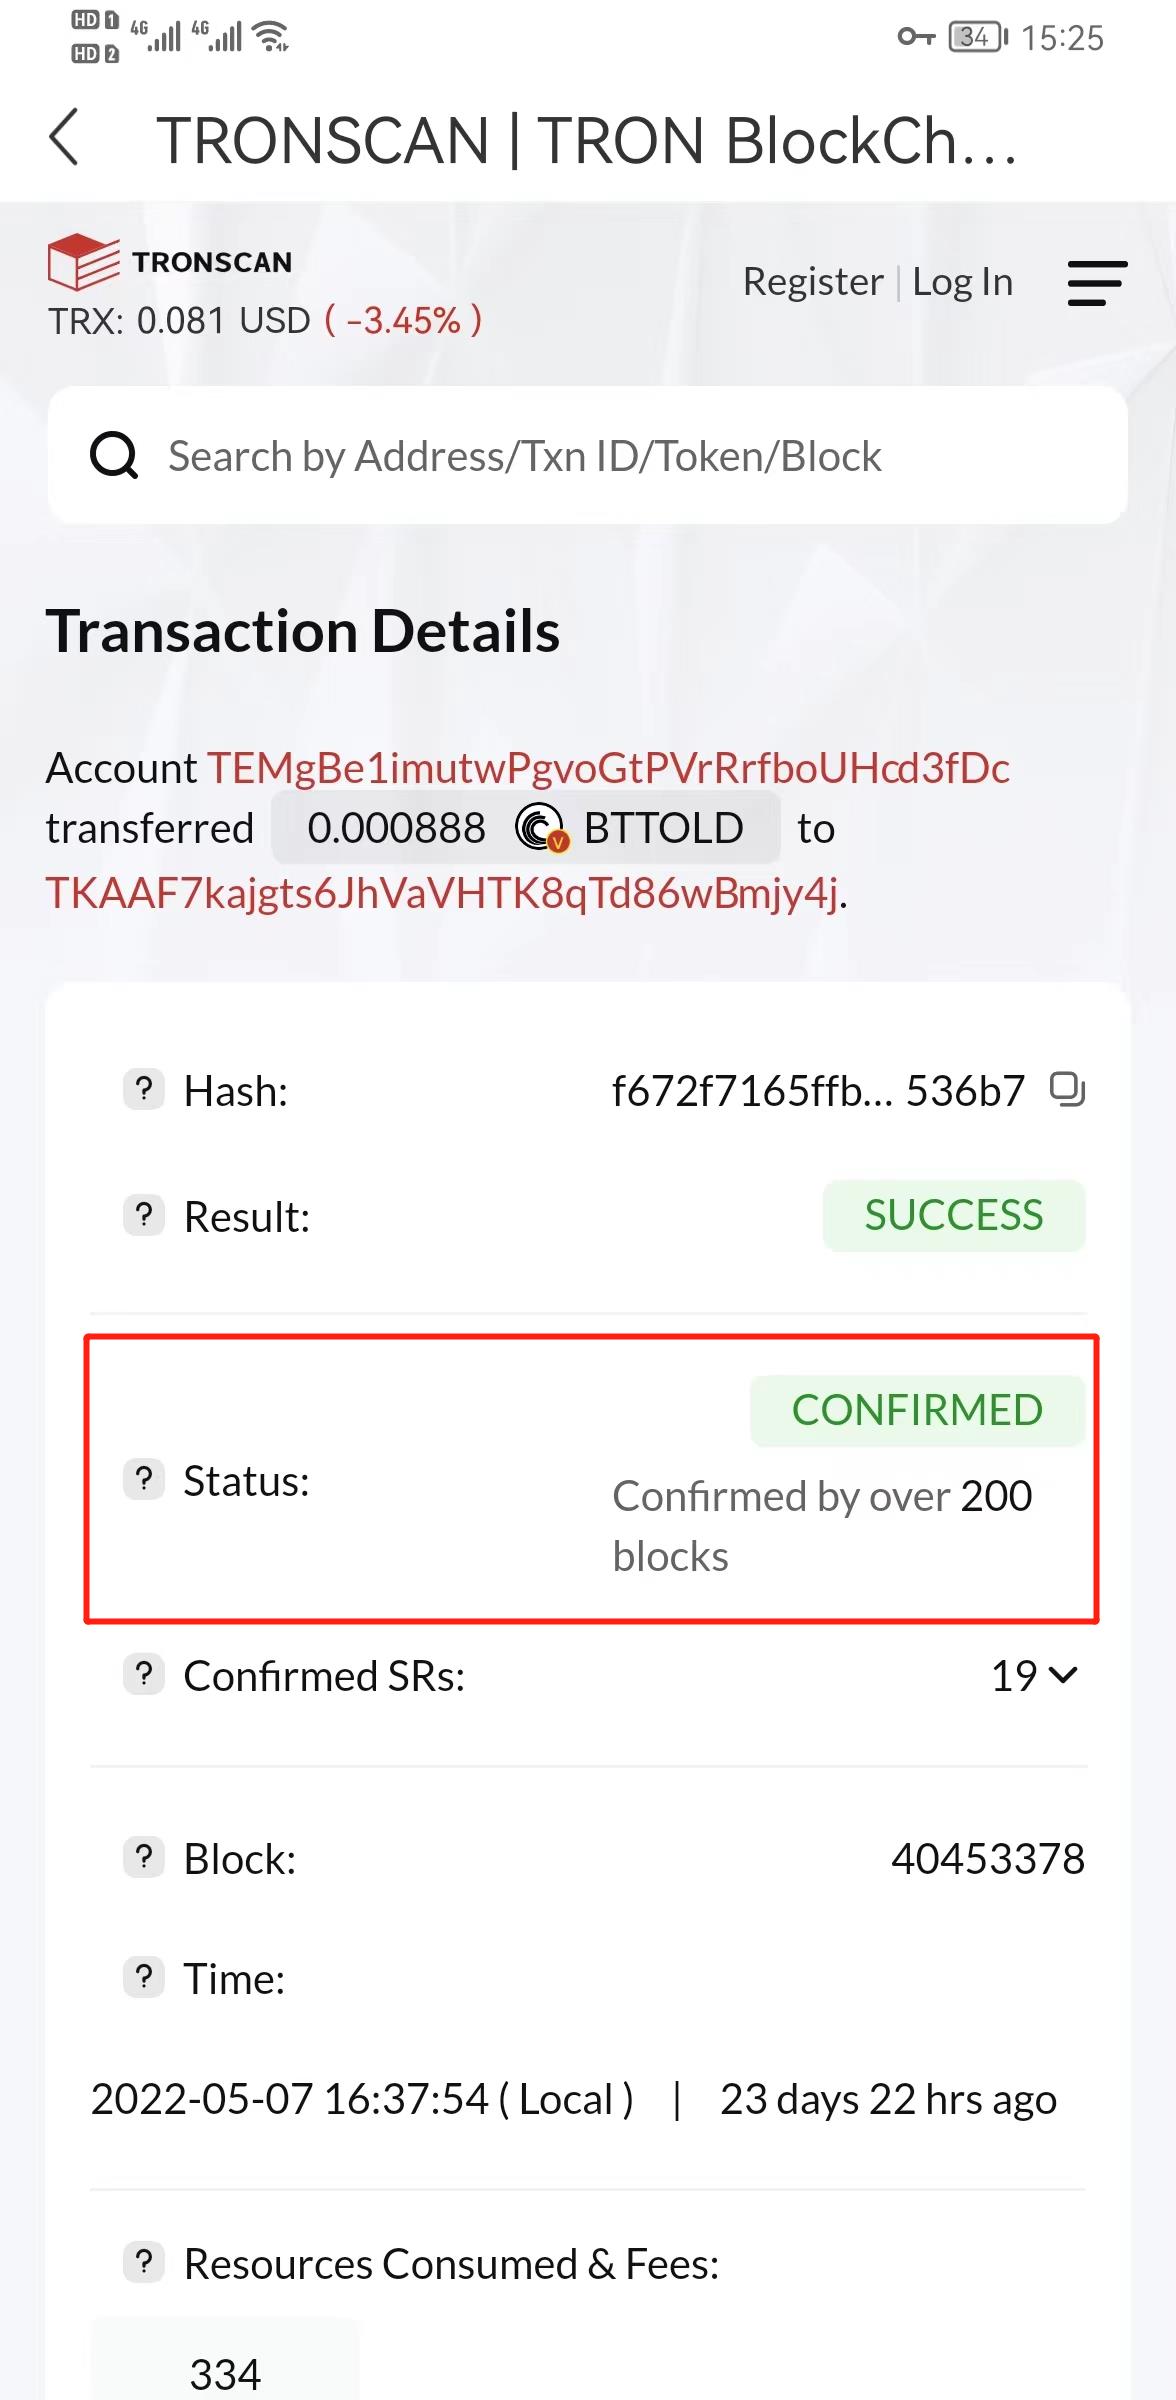 HD 1 4G 4G 34 15:25
HD 2
TRONSCAN | TRON BlockCh...
TRONSCAN
Register | Log In
TRX: 0.081 USD ( -3.45% )
Search by Address/Txn ID/Token/Block
Transaction Details
Account TEMgBe1imutwPgvoGtPVrRrfboUHcd3fDc
transferred 0.000888 V BTTOLD to
TKAAF7kajgts6JhVaVHTK8qTd86wBmjy4j.
? Hash: f672f7165ffb... 536b7
? Result: SUCCESS
CONFIRMED
? Status:
Confirmed by over 200
blocks
? Confirmed SRs: 19
? Block: 40453378
? Time:
2022-05-07 16:37:54 ( Local ) | 23 days 22 hrs ago
? Resources Consumed & Fees:
334